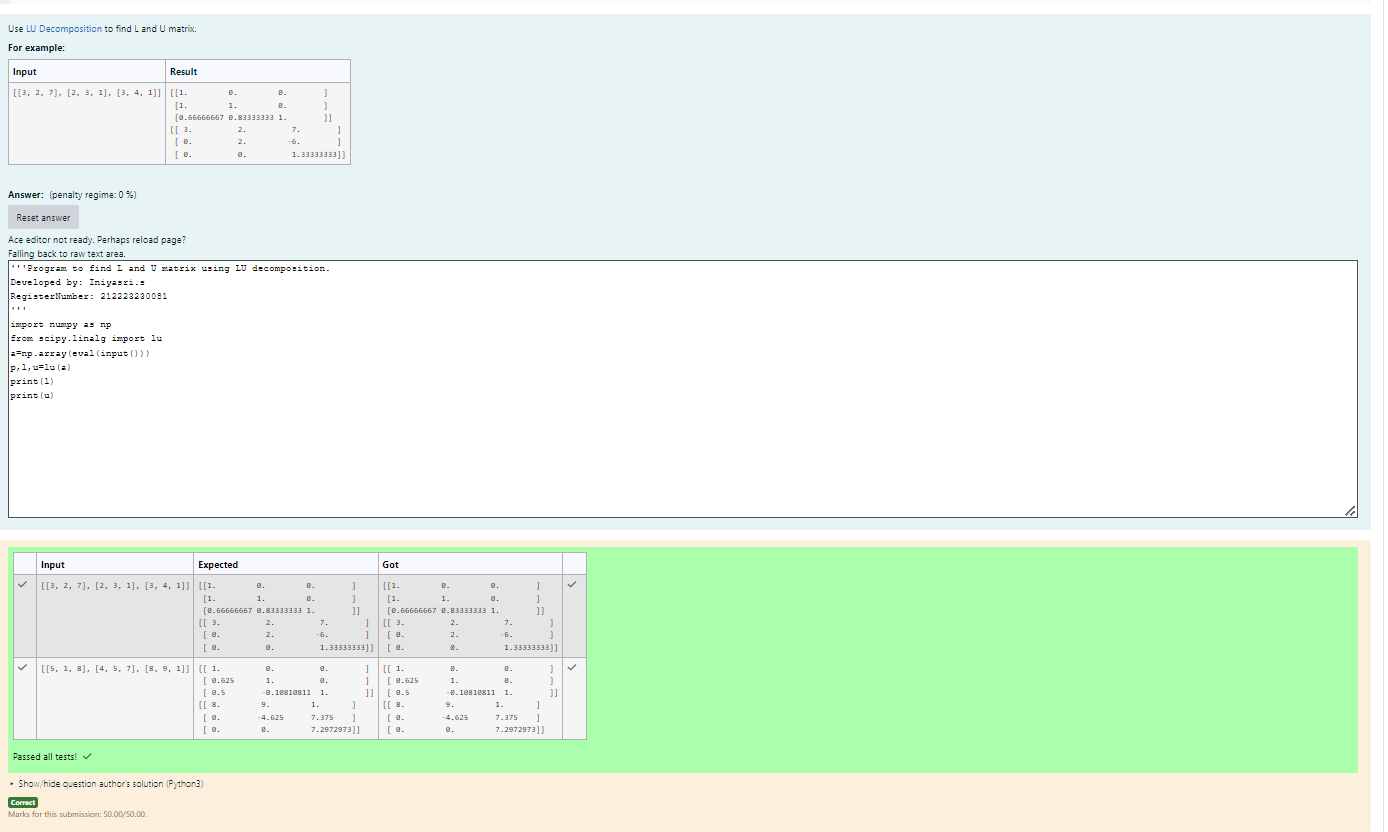 Use LU Decomposition to find L and U matrix.
For example:
Input Result
[[3, 2, 7], [2, 3, 1], [3, 4, 1]] [[1. 0. 0. ]
[1. 1. 0. ]
[0.66666667 0.83333333 1. ]]
[[ 3. 2. 7. ]
[ 0. 2. -6. ]
[ 0. 0. 1.33333333]]
Answer: (penalty regime: 0 %)
Reset answer
Ace editor not ready. Perhaps reload page?
Falling back to raw text area.
'''Program to find L and U matrix using LU decomposition.
Developed by: Iniyasri.s
RegisterNumber: 212223230081
'''
import numpy as np
from scipy.linalg import lu
a=np.array(eval(input()))
p,l,u=lu(a)
print(l)
print(u)
Input Expected Got
[[3, 2, 7], [2, 3, 1], [3, 4, 1]] [[1. 0. 0. ] [[1. 0. 0. ]
[1. 1. 0. ] [1. 1. 0. ]
[0.66666667 0.83333333 1. ]] [0.66666667 0.83333333 1. ]]
[[ 3. 2. 7. ] [[ 3. 2. 7. ]
[ 0. 2. -6. ] [ 0. 2. -6. ]
[ 0. 0. 1.33333333]] [ 0. 0. 1.33333333]]
[[5, 1, 8], [4, 5, 7], [8, 9, 1]] [[ 1. 0. 0. ] [[ 1. 0. 0. ]
[ 0.625 1. 0. ] [ 0.625 1. 0. ]
[ 0.5 -0.10810811 1. ]] [ 0.5 -0.10810811 1. ]]
[[ 8. 9. 1. ] [[ 8. 9. 1. ]
[ 0. -4.625 7.375 ] [ 0. -4.625 7.375 ]
[ 0. 0. 7.2972973]] [ 0. 0. 7.2972973]]
Passed all tests!
Show/hide question author's solution (Python3)
Correct
Marks for this submission: 50.00/50.00.